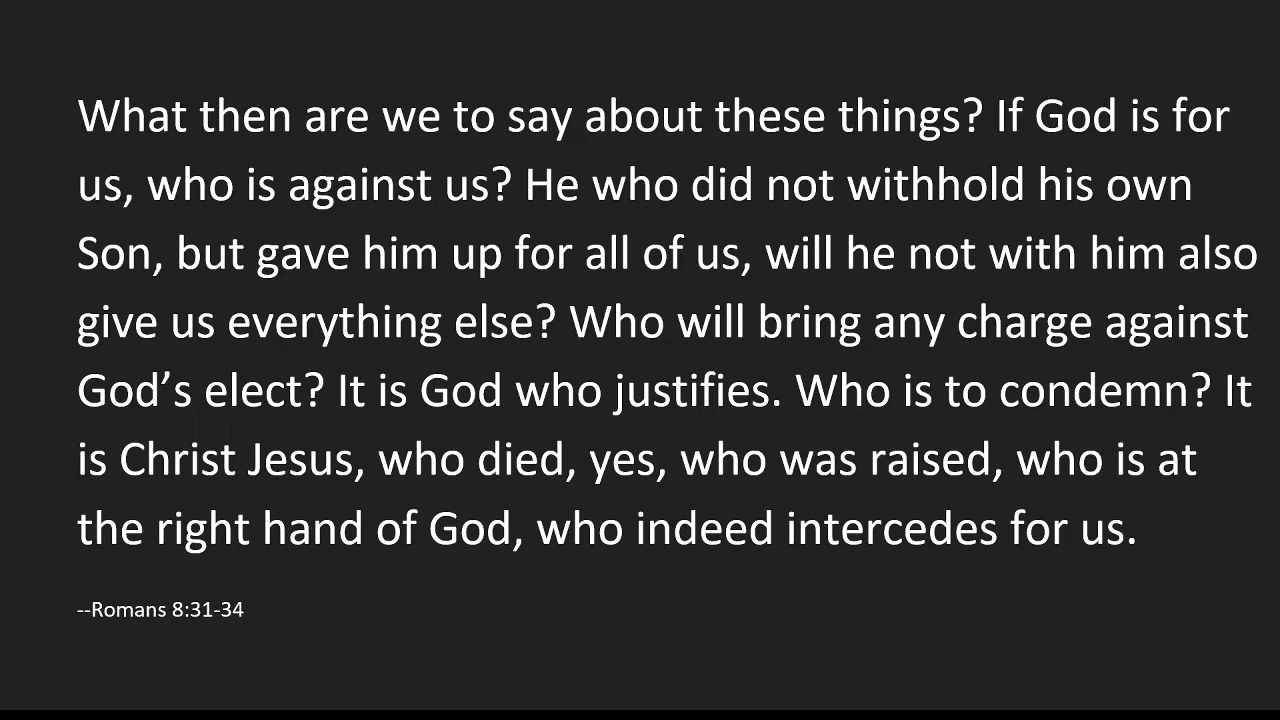 What then are we to say about these things? If God is for
us, who is against us? He who did not withhold his own
Son, but gave him up for all of us, will he not with him also
give us everything else? Who will bring any charge against
God’s elect? It is God who justifies. Who is to condemn? It
is Christ Jesus, who died, yes, who was raised, who is at
the right hand of God, who indeed intercedes for us.
--Romans 8:31-34